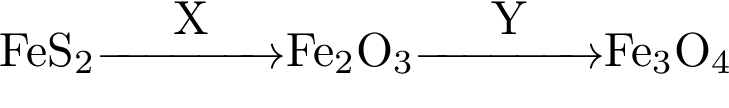 X Y
FeS₂ → Fe₂O₃ → Fe₃O₄